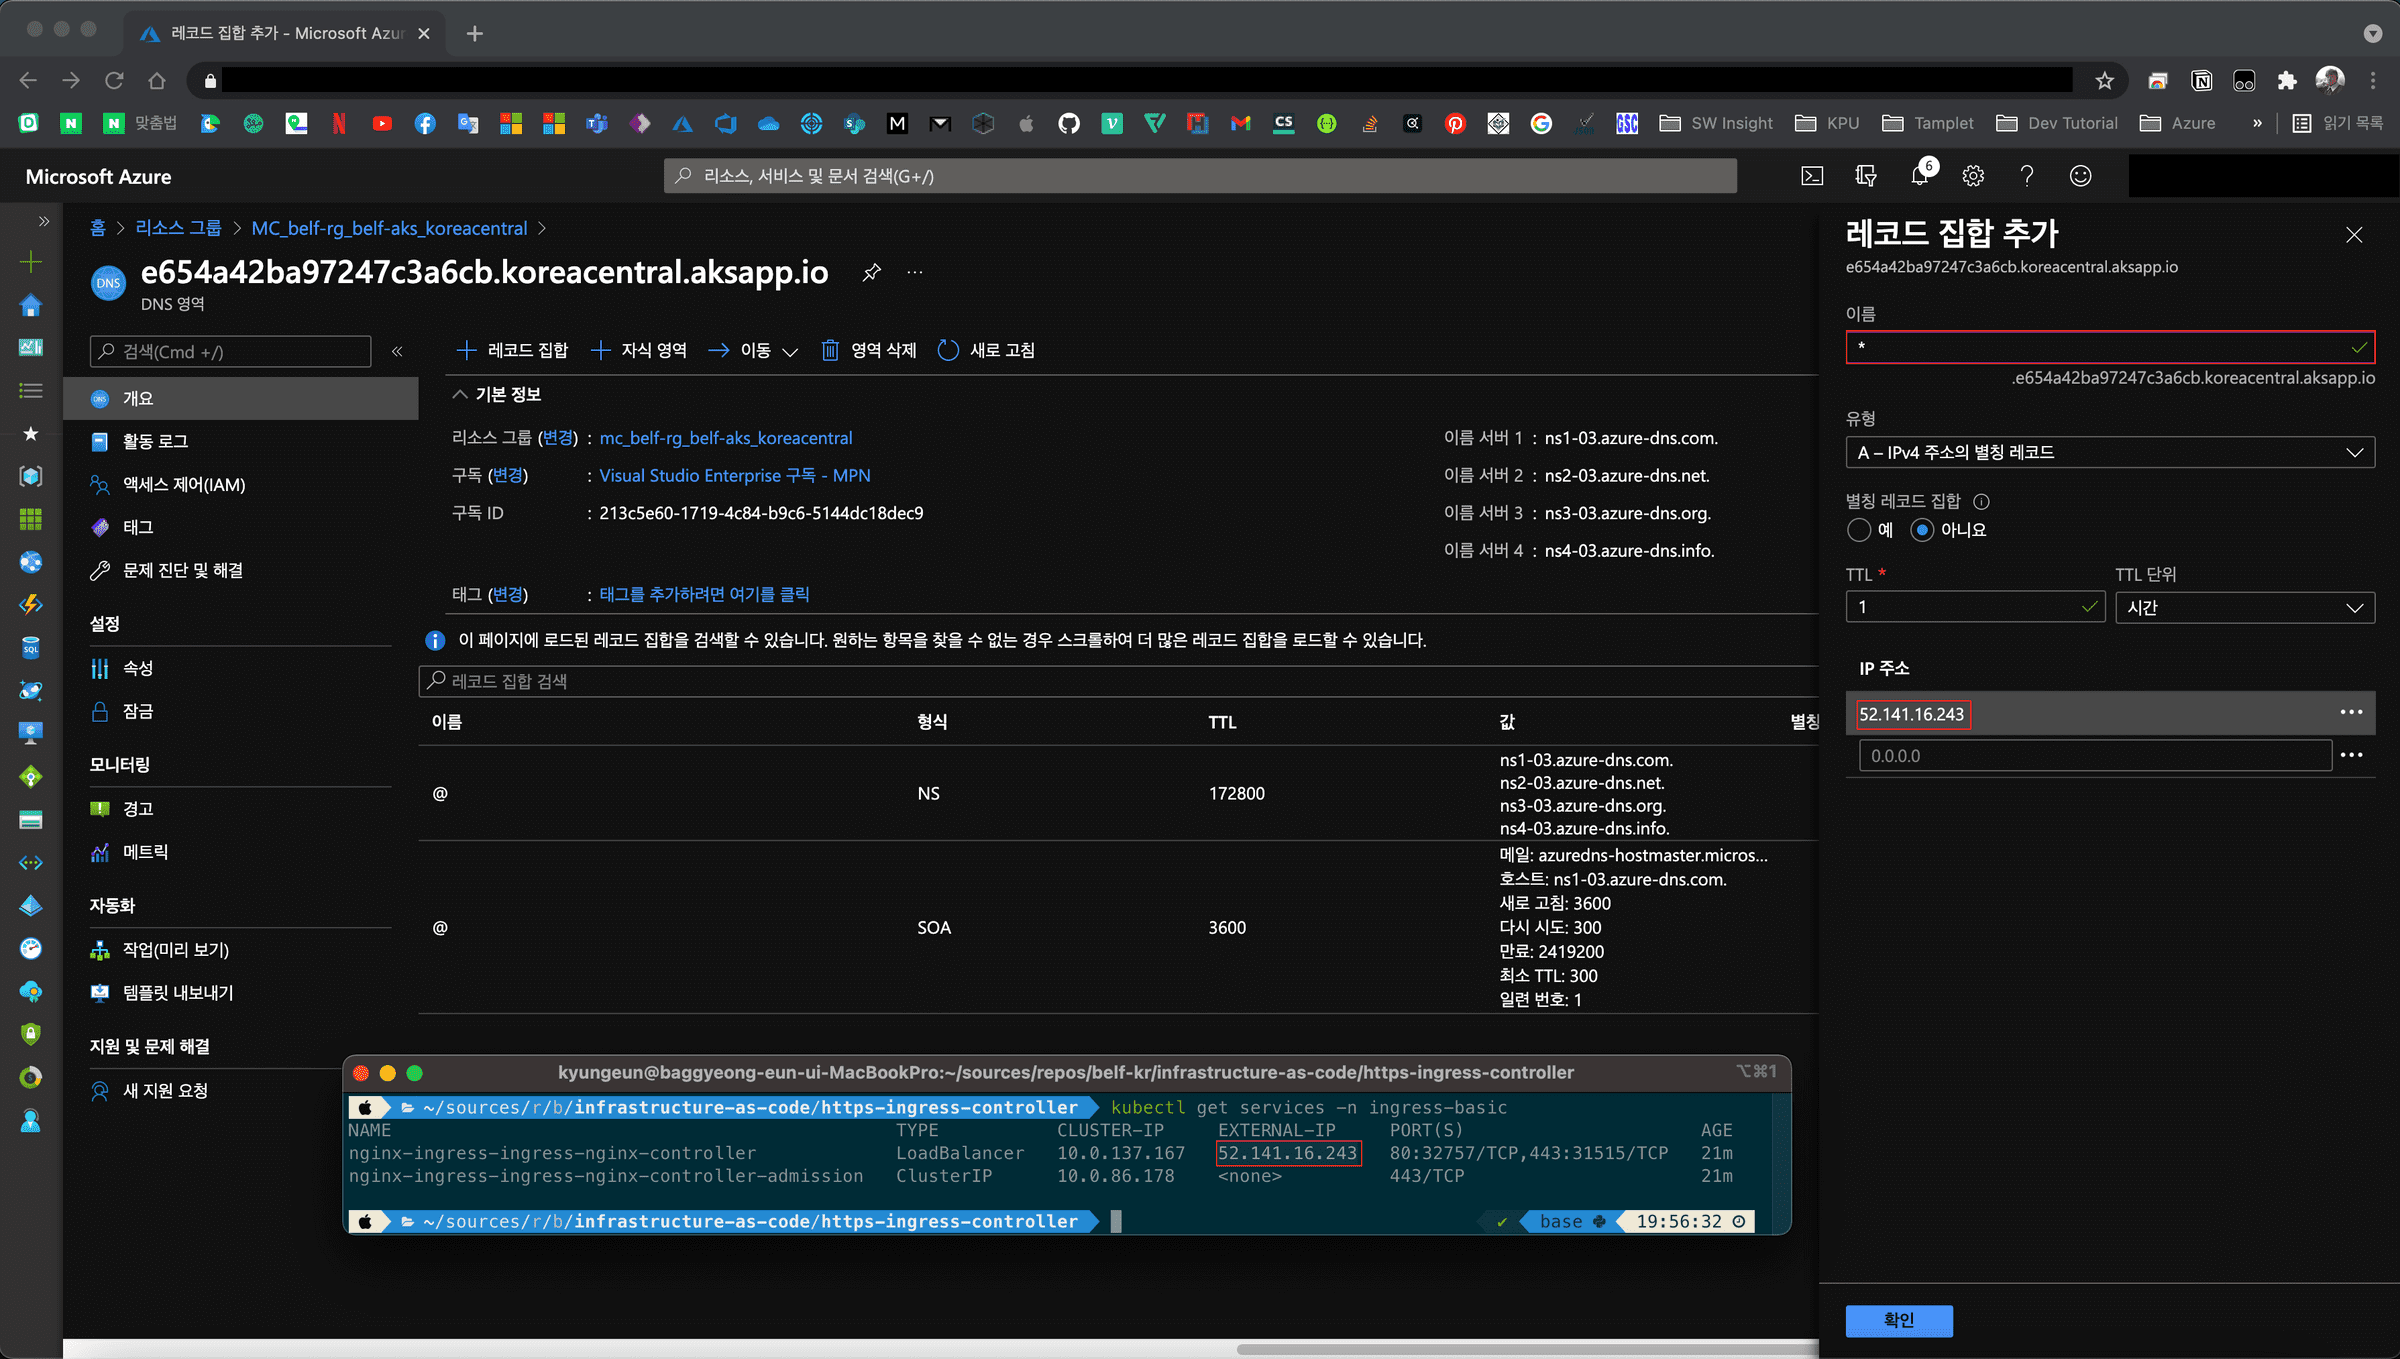 레코드 집합 추가 - Microsoft Azur
맞춤법
SW Insight
KPU
Tamplet
Dev Tutorial
Azure
»
읽기 목록
Microsoft Azure
리소스, 서비스 및 문서 검색(G+/)
6
홈 > 리소스 그룹 > MC_belf-rg_belf-aks_koreacentral >
DNS
e654a42ba97247c3a6cb.koreacentral.aksapp.io
DNS 영역
검색(Cmd +/)
개요
활동 로그
액세스 제어(IAM)
태그
문제 진단 및 해결
설정
속성
잠금
모니터링
경고
메트릭
자동화
작업(미리 보기)
템플릿 내보내기
지원 및 문제 해결
새 지원 요청
레코드 집합
자식 영역
이동
영역 삭제
새로 고침
기본 정보
리소스 그룹 (변경) : mc_belf-rg_belf-aks_koreacentral
구독 (변경) : Visual Studio Enterprise 구독 - MPN
구독 ID : 213c5e60-1719-4c84-b9c6-5144dc18dec9
이름 서버 1 : ns1-03.azure-dns.com.
이름 서버 2 : ns2-03.azure-dns.net.
이름 서버 3 : ns3-03.azure-dns.org.
이름 서버 4 : ns4-03.azure-dns.info.
태그 (변경) : 태그를 추가하려면 여기를 클릭
이 페이지에 로드된 레코드 집합을 검색할 수 있습니다. 원하는 항목을 찾을 수 없는 경우 스크롤하여 더 많은 레코드 집합을 로드할 수 있습니다.
레코드 집합 검색
이름 형식 TTL 값 별칭
@ NS 172800
ns1-03.azure-dns.com.
ns2-03.azure-dns.net.
ns3-03.azure-dns.org.
ns4-03.azure-dns.info.
@ SOA 3600
메일: azuredns-hostmaster.micros...
호스트: ns1-03.azure-dns.com.
새로 고침: 3600
다시 시도: 300
만료: 2419200
최소 TTL: 300
일련 번호: 1
kyungeun@baggyeong-eun-ui-MacBookPro:~/sources/repos/belf-kr/infrastructure-as-code/https-ingress-controller
⌥⌘1
~/sources/r/b/infrastructure-as-code/https-ingress-controller kubectl get services -n ingress-basic
NAME TYPE CLUSTER-IP EXTERNAL-IP PORT(S) AGE
nginx-ingress-ingress-nginx-controller LoadBalancer 10.0.137.167 52.141.16.243 80:32757/TCP,443:31515/TCP 21m
nginx-ingress-ingress-nginx-controller-admission ClusterIP 10.0.86.178 <none> 443/TCP 21m
~/sources/r/b/infrastructure-as-code/https-ingress-controller
✔ base 19:56:32
레코드 집합 추가
e654a42ba97247c3a6cb.koreacentral.aksapp.io
이름
*
.e654a42ba97247c3a6cb.koreacentral.aksapp.io
유형
A – IPv4 주소의 별칭 레코드
별칭 레코드 집합
예 아니요
TTL * TTL 단위
1 시간
IP 주소
52.141.16.243
0.0.0.0
확인